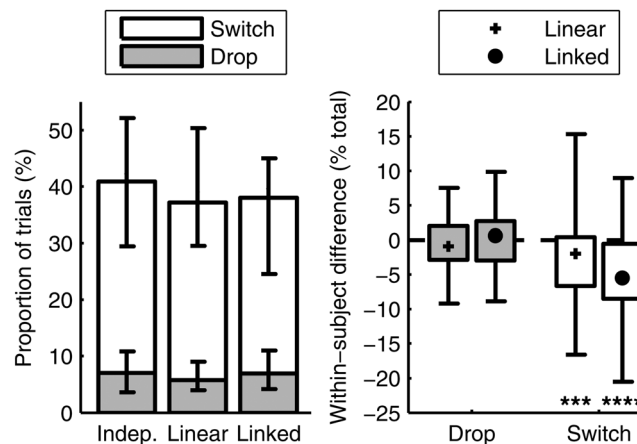 Switch
Drop
Linear
Linked
Proportion of trials (%)
50
40
30
20
10
0
Indep. Linear Linked
Within-subject difference (% total)
20
15
10
5
0
−5
−10
−15
−20
−25
*** ****
Drop Switch